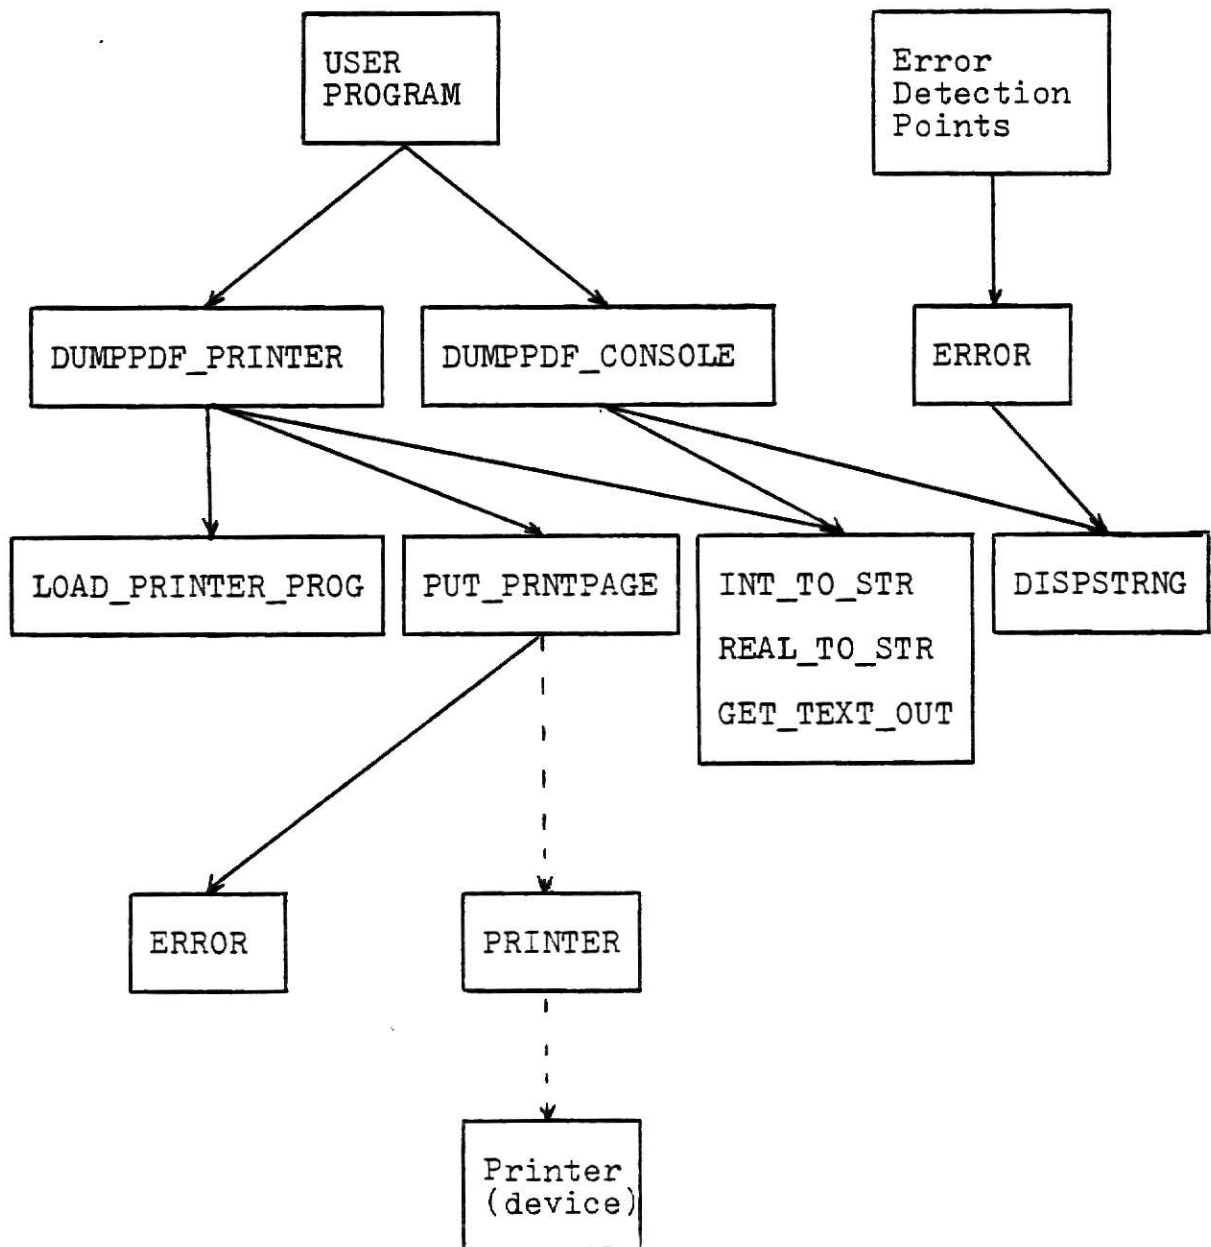 USER
PROGRAM
Error
Detection
Points
DUMPPDF_PRINTER
DUMPPDF_CONSOLE
ERROR
LOAD_PRINTER_PROG
PUT_PRNTPAGE
INT_TO_STR
REAL_TO_STR
GET_TEXT_OUT
DISPSTRNG
ERROR
PRINTER
Printer
(device)